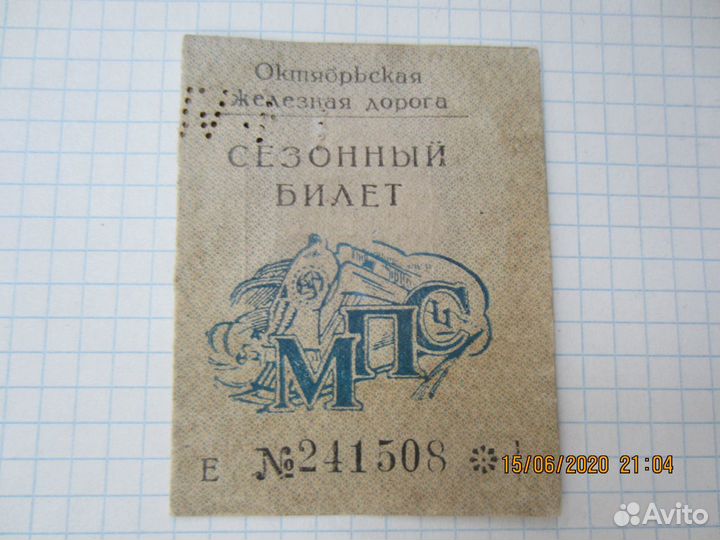 Октябрьская
железная дорога
СЕЗОННЫЙ
БИЛЕТ
МПС
Е №241508
15/06/2020 21:04
Avito